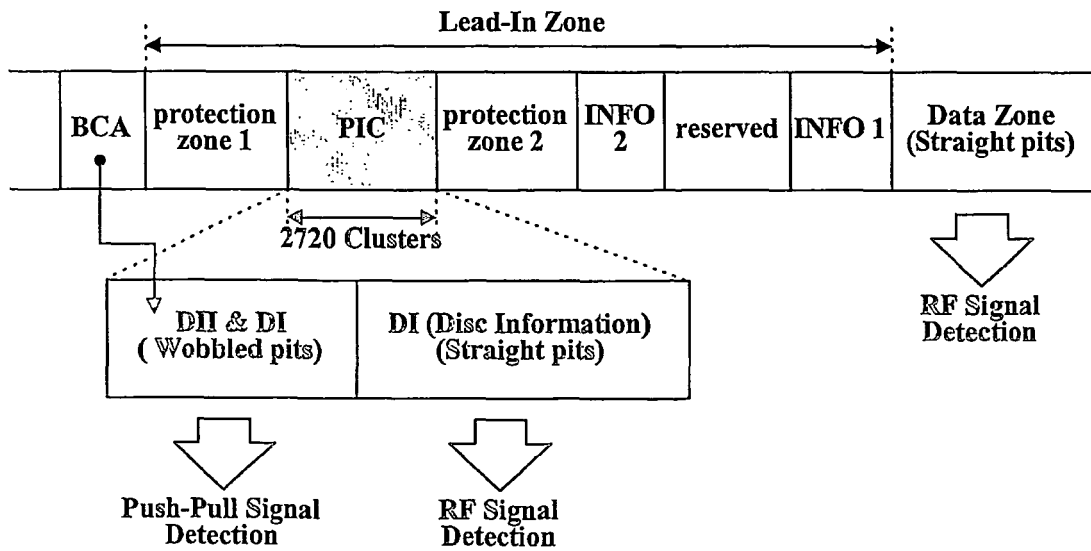 Lead-In Zone
BCA
protection
zone 1
PIC
protection
zone 2
INFO
2
reserved
INFO 1
Data Zone
(Straight pits)
2720 Clusters
DII & DI
( Wobbled pits)
DI (Disc Information)
(Straight pits)
RF Signal
Detection
Push-Pull Signal
Detection
RF Signal
Detection